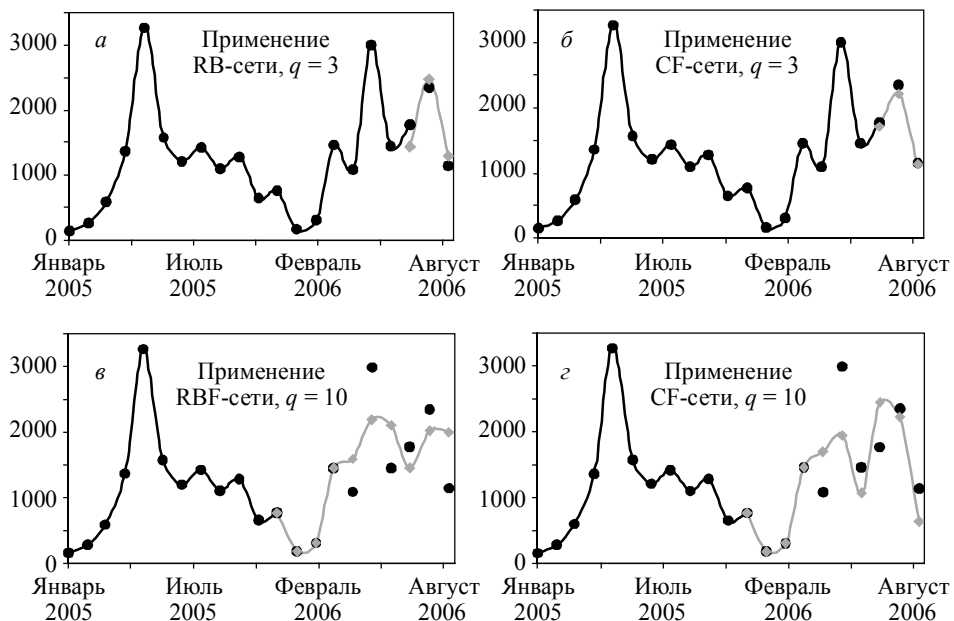 а
Применение
RB-сети, q = 3
3000
2000
1000
0
Январь
2005
Июль
2005
Февраль
2006
Август
2006
б
Применение
CF-сети, q = 3
3000
2000
1000
0
Январь
2005
Июль
2005
Февраль
2006
Август
2006
в
Применение
RBF-сети, q = 10
3000
2000
1000
0
Январь
2005
Июль
2005
Февраль
2006
Август
2006
г
Применение
CF-сети, q = 10
3000
2000
1000
0
Январь
2005
Июль
2005
Февраль
2006
Август
2006